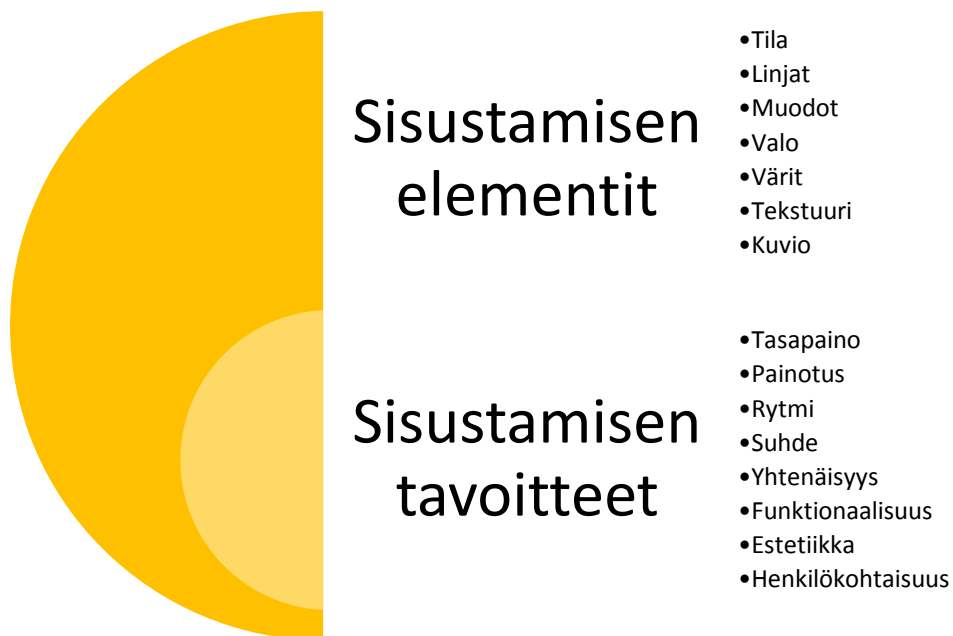 Sisustamisen
elementit
•Tila
•Linjat
•Muodot
•Valo
•Värit
•Tekstuuri
•Kuvio
Sisustamisen
tavoitteet
•Tasapaino
•Painotus
•Rytmi
•Suhde
•Yhtenäisyys
•Funktionaalisuus
•Estetiikka
•Henkilökohtaisuus